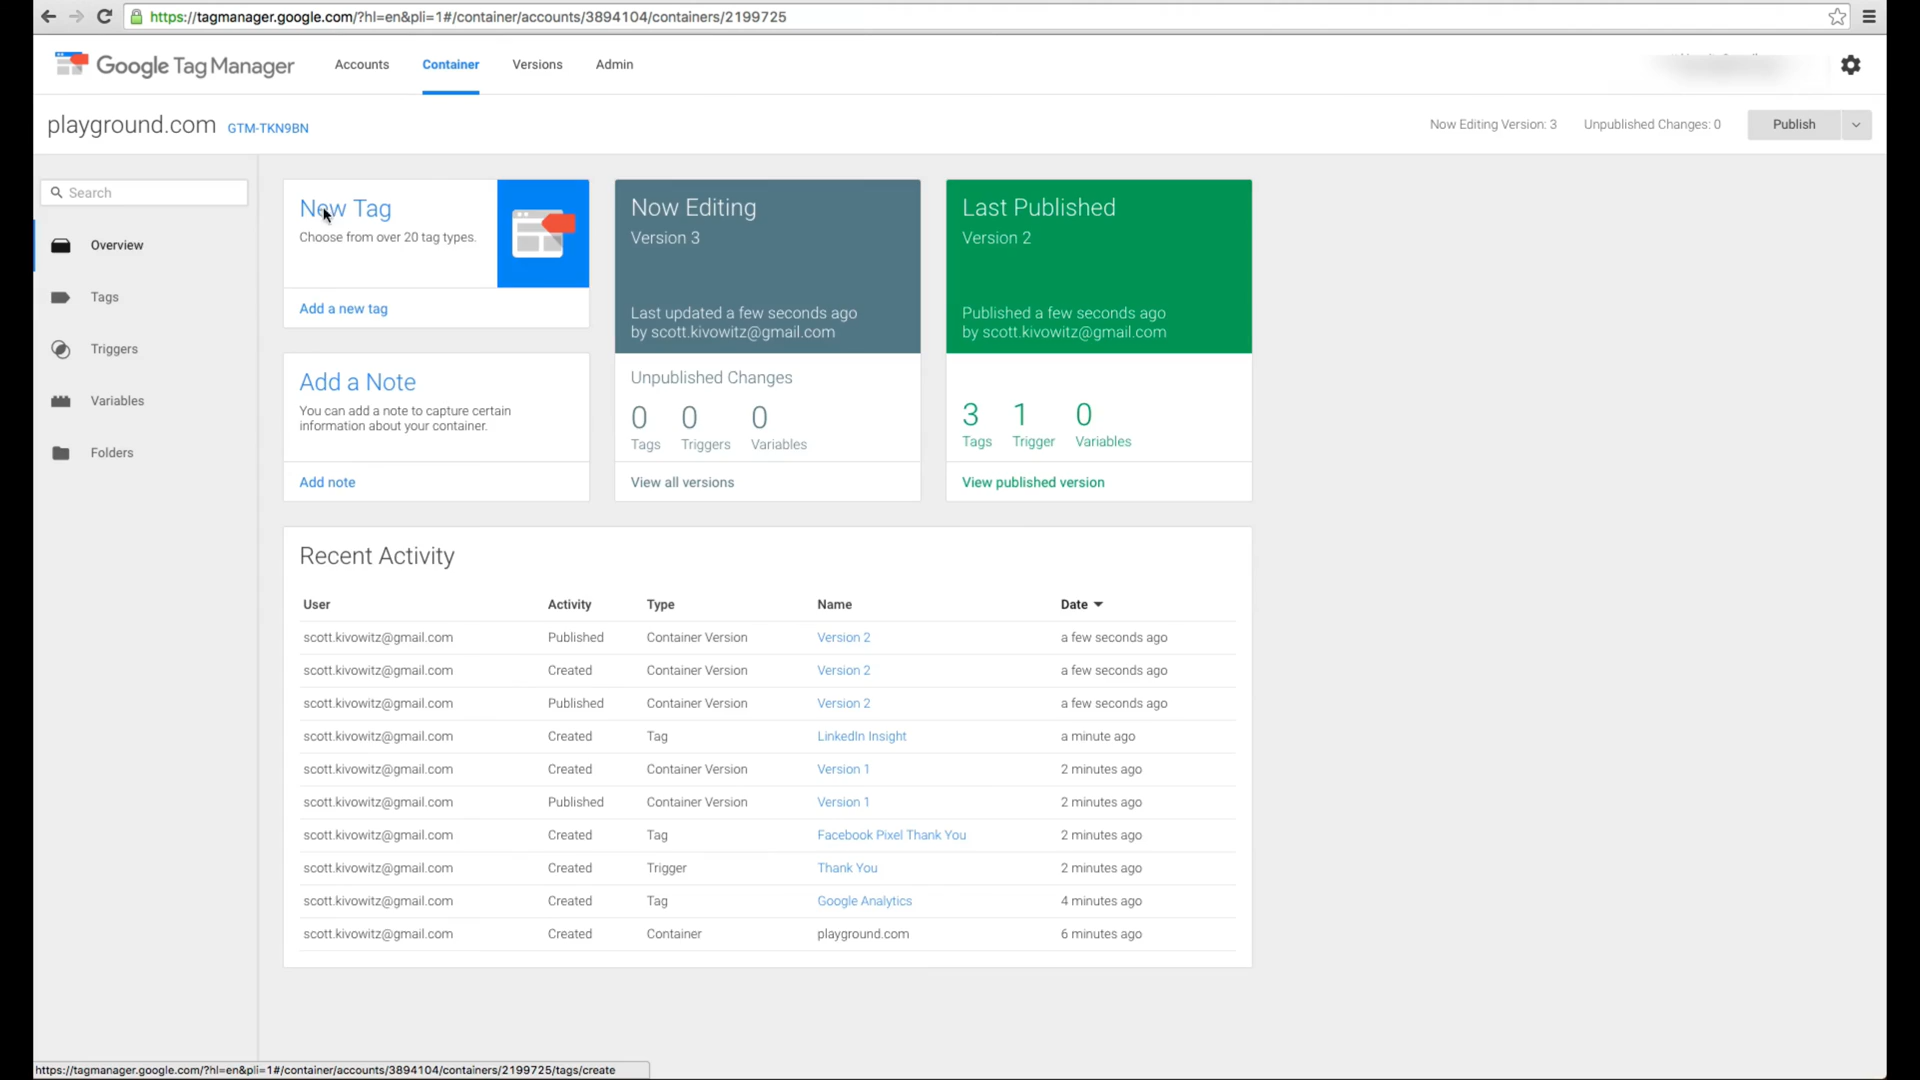 https://tagmanager.google.com/?hl=en&pli=1#/container/accounts/3894104/containers/2199725
Google Tag Manager Accounts Container Versions Admin
playground.com GTM-TKN9BN Now Editing Version: 3 Unpublished Changes: 0 Publish
Search
Overview
Tags
Triggers
Variables
Folders
New Tag
Choose from over 20 tag types.
Add a new tag
Add a Note
You can add a note to capture certain
information about your container.
Add note
Now Editing
Version 3
Last updated a few seconds ago
by scott.kivowitz@gmail.com
Unpublished Changes
0 0 0
Tags Triggers Variables
View all versions
Last Published
Version 2
Published a few seconds ago
by scott.kivowitz@gmail.com
3 1 0
Tags Trigger Variables
View published version
Recent Activity
User Activity Type Name Date
scott.kivowitz@gmail.com Published Container Version Version 2 a few seconds ago
scott.kivowitz@gmail.com Created Container Version Version 2 a few seconds ago
scott.kivowitz@gmail.com Published Container Version Version 2 a few seconds ago
scott.kivowitz@gmail.com Created Tag LinkedIn Insight a minute ago
scott.kivowitz@gmail.com Created Container Version Version 1 2 minutes ago
scott.kivowitz@gmail.com Published Container Version Version 1 2 minutes ago
scott.kivowitz@gmail.com Created Tag Facebook Pixel Thank You 2 minutes ago
scott.kivowitz@gmail.com Created Trigger Thank You 2 minutes ago
scott.kivowitz@gmail.com Created Tag Google Analytics 4 minutes ago
scott.kivowitz@gmail.com Created Container playground.com 6 minutes ago
https://tagmanager.google.com/?hl=en&pli=1#/container/accounts/3894104/containers/2199725/tags/create